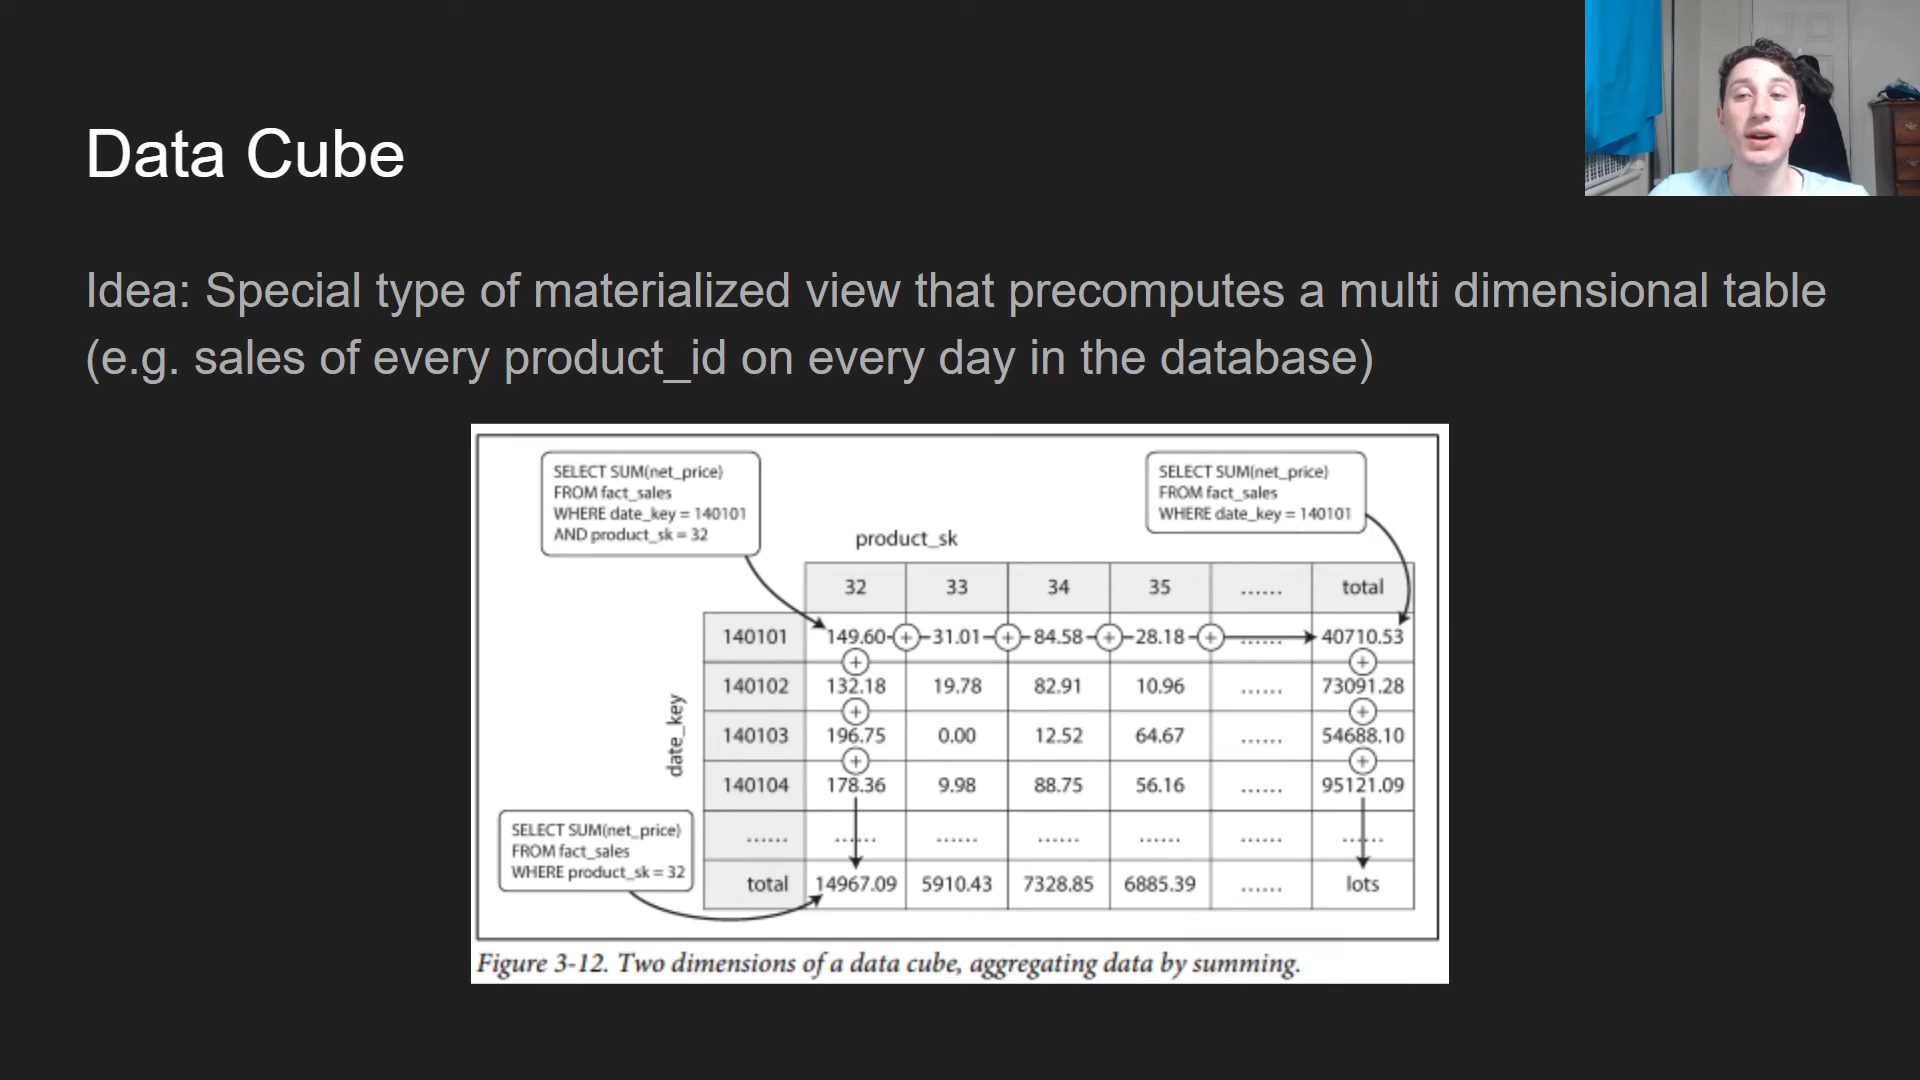 Data Cube
Idea: Special type of materialized view that precomputes a multi dimensional table
(e.g. sales of every product_id on every day in the database)
SELECT SUM(net_price)
FROM fact_sales
WHERE date_key = 140101
AND product_sk = 32
SELECT SUM(net_price)
FROM fact_sales
WHERE date_key = 140101
product_sk
32 33 34 35 ...... total
140101 149.60 + 31.01 + 84.58 + 28.18 + ...... 40710.53
+ +
140102 132.18 19.78 82.91 10.96 ...... 73091.28
+ +
140103 196.75 0.00 12.52 64.67 ...... 54688.10
+ +
140104 178.36 9.98 88.75 56.16 ...... 95121.09
...... ...... ...... ...... ...... ...... ......
total 14967.09 5910.43 7328.85 6885.39 ...... lots
date_key
SELECT SUM(net_price)
FROM fact_sales
WHERE product_sk = 32
Figure 3-12. Two dimensions of a data cube, aggregating data by summing.